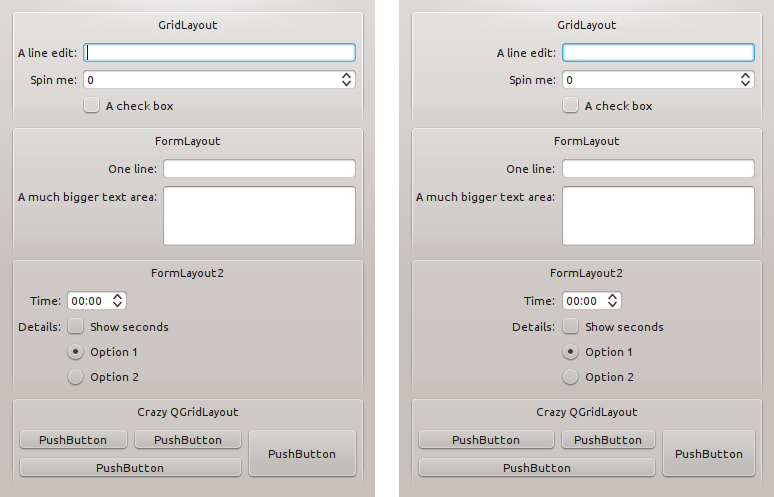 GridLayout
A line edit:
Spin me: 0
A check box
FormLayout
One line:
A much bigger text area:
FormLayout2
Time: 00:00
Details: Show seconds
Option 1
Option 2
Crazy QGridLayout
PushButton PushButton
PushButton
PushButton
GridLayout
A line edit:
Spin me: 0
A check box
FormLayout
One line:
A much bigger text area:
FormLayout2
Time: 00:00
Details: Show seconds
Option 1
Option 2
Crazy QGridLayout
PushButton PushButton
PushButton
PushButton